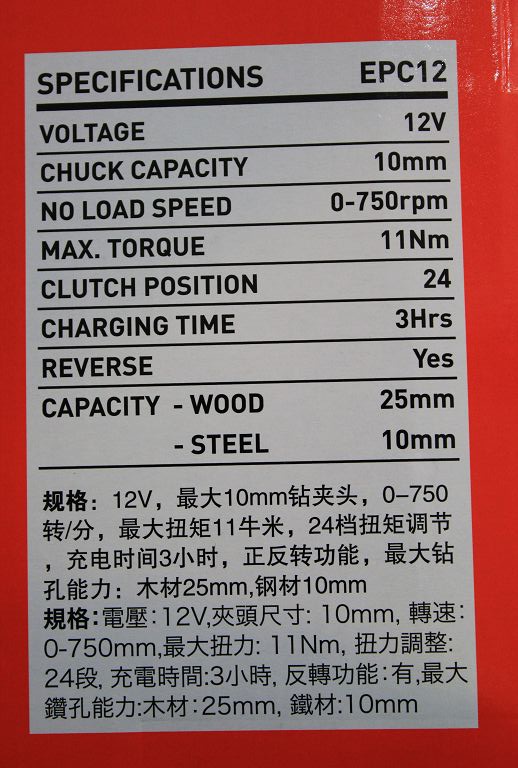 SPECIFICATIONS EPC12
VOLTAGE 12V
CHUCK CAPACITY 10mm
NO LOAD SPEED 0-750rpm
MAX. TORQUE 11Nm
CLUTCH POSITION 24
CHARGING TIME 3Hrs
REVERSE Yes
CAPACITY - WOOD 25mm
- STEEL 10mm
规格：12V，最大10mm钻夹头，0-750
转/分，最大扭矩11牛米，24档扭矩调节
，充电时间3小时，正反转功能，最大钻
孔能力：木材25mm,钢材10mm
規格:電壓:12V,夾頭尺寸: 10mm, 轉速:
0-750mm,最大扭力: 11Nm, 扭力調整:
24段, 充電時間:3小時, 反轉功能:有,最大
鑽孔能力:木材:25mm, 鐵材:10mm